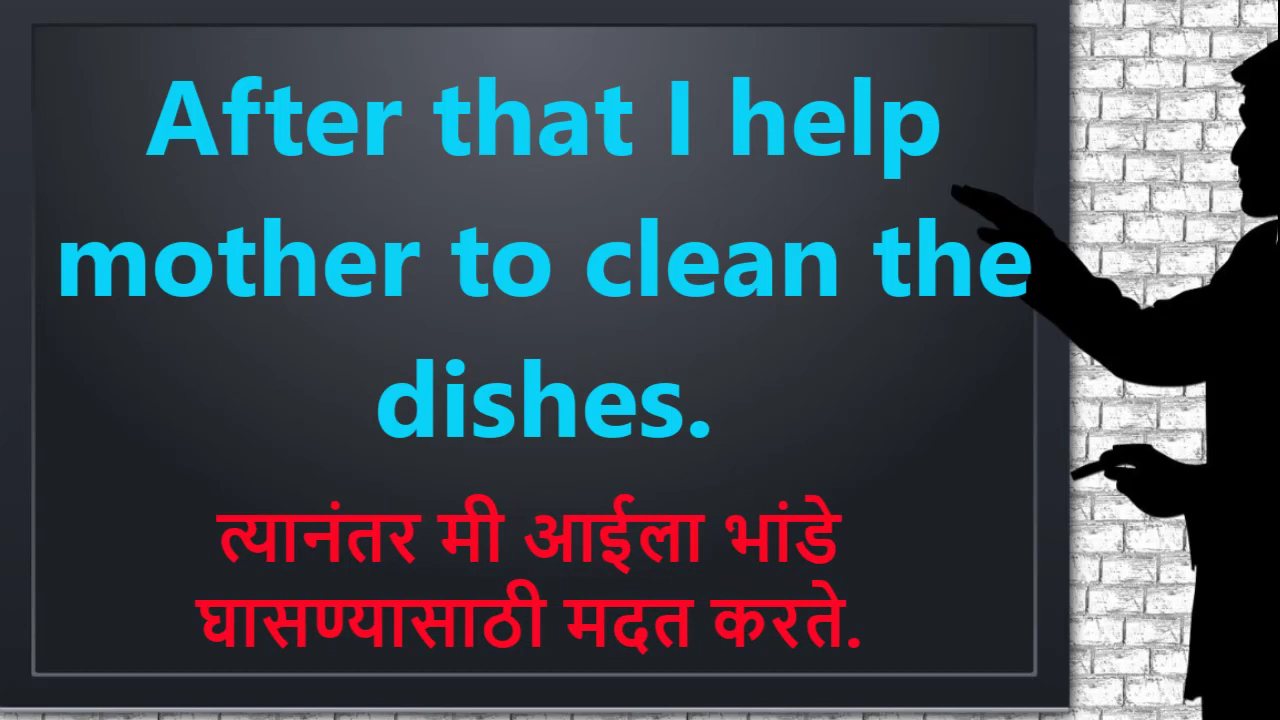 After that I help
mother to clean the
dishes.
त्यानंतर मी आईला भांडे
घासण्यासाठी मदत करते.